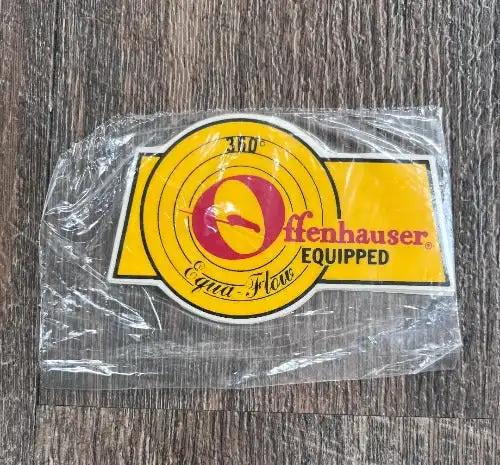 360°
Offenhauser®
EQUIPPED
Equa-Flow